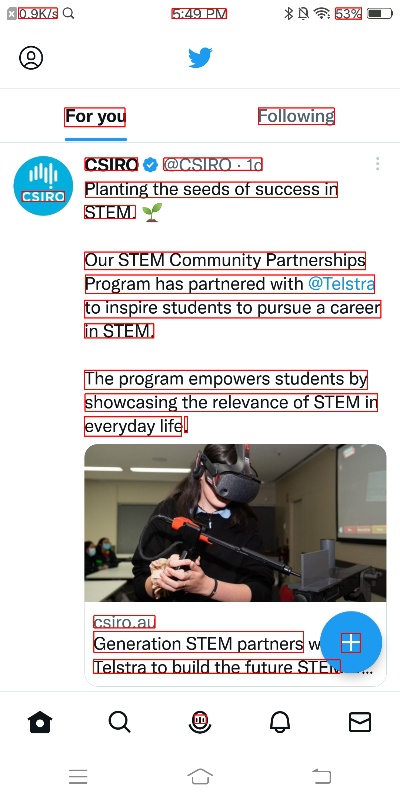 0.9K/s
5:49 PM
53%
For you
Following
CSIRO @CSIRO · 1d
CSIRO
Planting the seeds of success in
STEM. 🌱
Our STEM Community Partnerships
Program has partnered with @Telstra
to inspire students to pursue a career
in STEM.
The program empowers students by
showcasing the relevance of STEM in
everyday life.
csiro.au
Generation STEM partners w
Telstra to build the future STEM